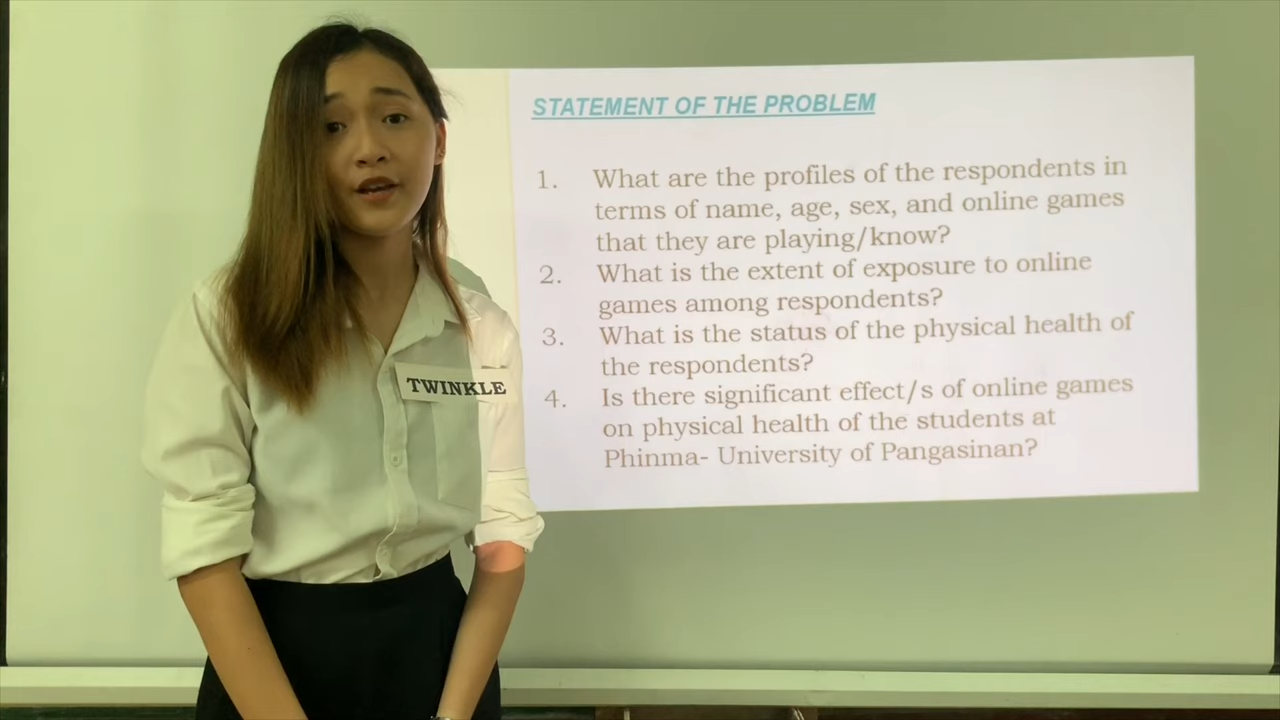 STATEMENT OF THE PROBLEM
1. What are the profiles of the respondents in
terms of name, age, sex, and online games
that they are playing/know?
2. What is the extent of exposure to online
games among respondents?
3. What is the status of the physical health of
the respondents?
4. Is there significant effect/s of online games
on physical health of the students at
Phinma- University of Pangasinan?
TWINKLE